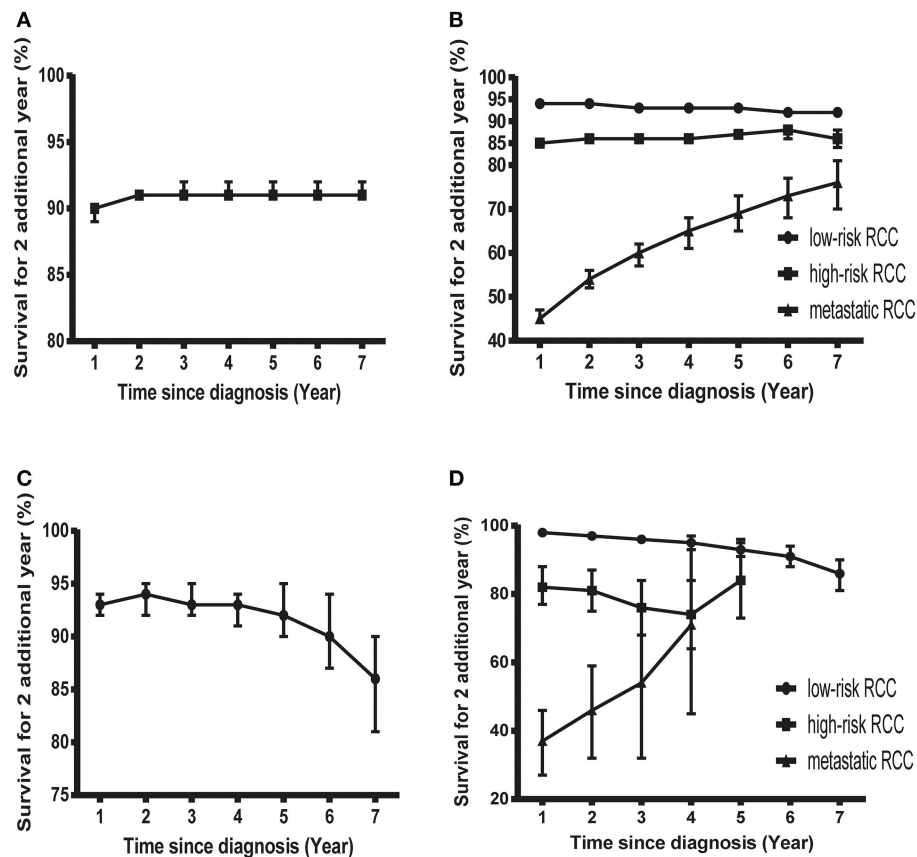 A
Survival for 2 additional year (%)
100
95
90
85
80
1 2 3 4 5 6 7
Time since diagnosis (Year)
B
Survival for 2 additional year (%)
100
95
90
85
80
70
60
50
40
low-risk RCC
high-risk RCC
metastatic RCC
1 2 3 4 5 6 7
Time since diagnosis (Year)
C
Survival for 2 additional year (%)
100
95
90
85
80
75
1 2 3 4 5 6 7
Time since diagnosis (Year)
D
Survival for 2 additional year (%)
100
80
60
40
20
low-risk RCC
high-risk RCC
metastatic RCC
1 2 3 4 5 6 7
Time since diagnosis (Year)